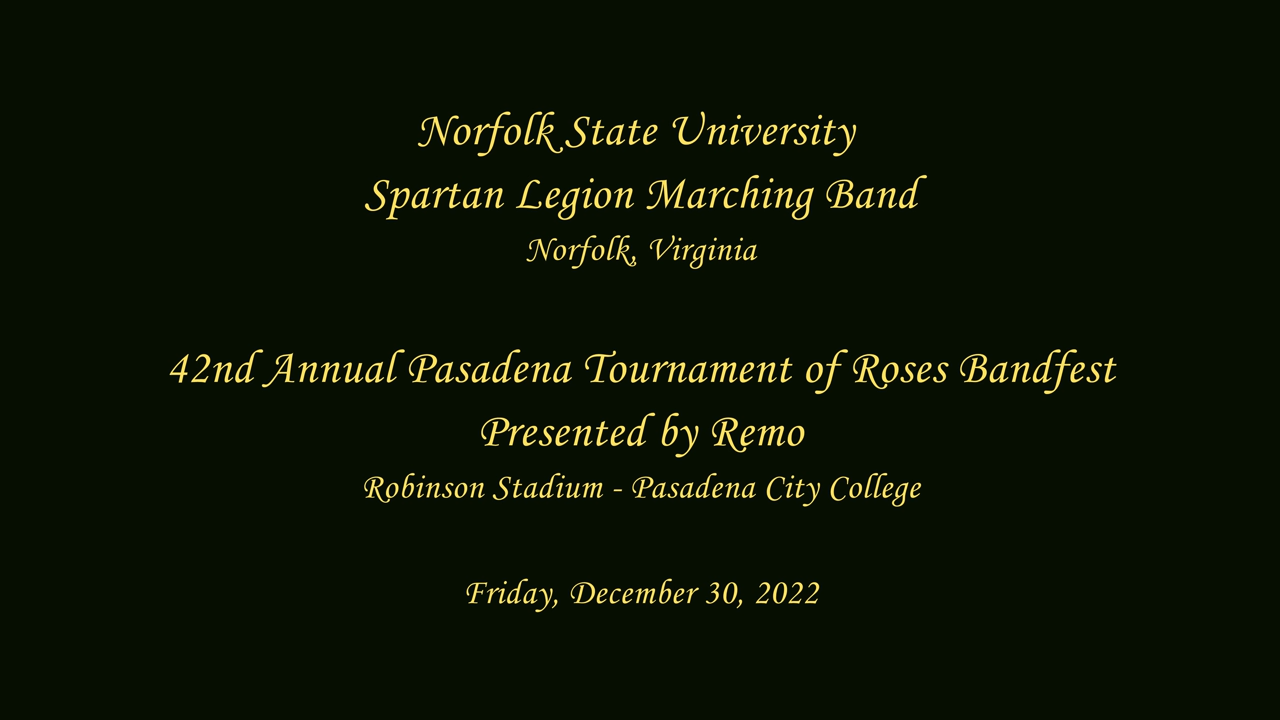 Norfolk State University
Spartan Legion Marching Band
Norfolk, Virginia
42nd Annual Pasadena Tournament of Roses Bandfest
Presented by Remo
Robinson Stadium - Pasadena City College
Friday, December 30, 2022